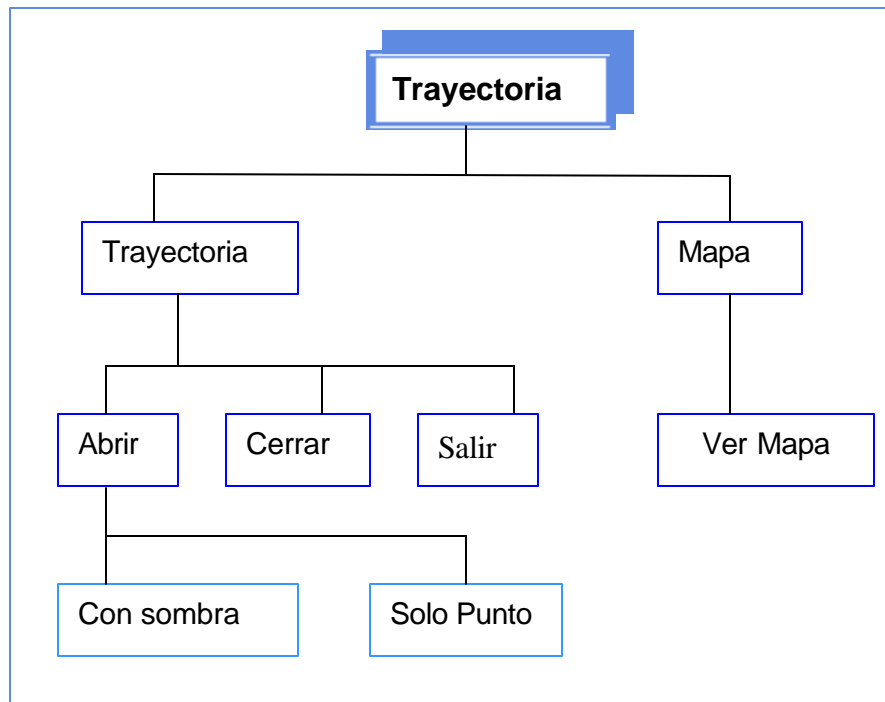 Trayectoria
Trayectoria
Mapa
Abrir
Cerrar
Salir
Ver Mapa
Con sombra
Solo Punto